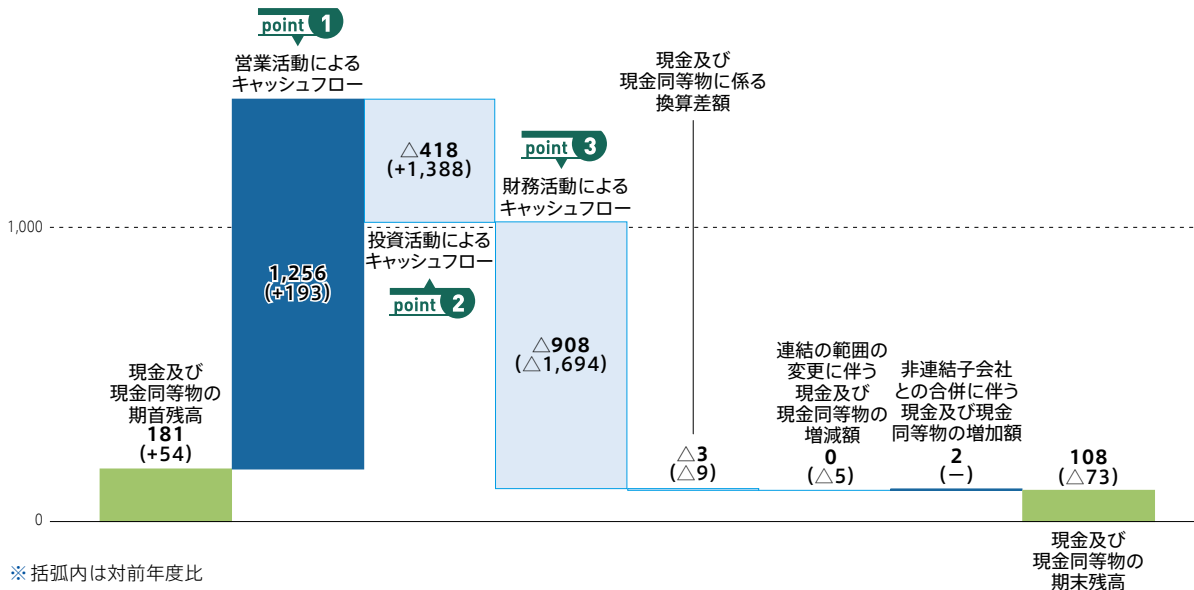 point 1
営業活動による
キャッシュフロー
1,256
(+193)
△418
(+1,388)
投資活動による
キャッシュフロー
point 2
point 3
財務活動による
キャッシュフロー
△908
(△1,694)
現金及び
現金同等物に係る
換算差額
△3
(△9)
連結の範囲の
変更に伴う
現金及び
現金同等物の
増減額
0
(△5)
非連結子会社
との合併に伴う
現金及び現金
同等物の増加額
2
(−)
108
(△73)
現金及び
現金同等物の
期末残高
現金及び
現金同等物の
期首残高
181
(+54)
1,000
0
※括弧内は対前年度比